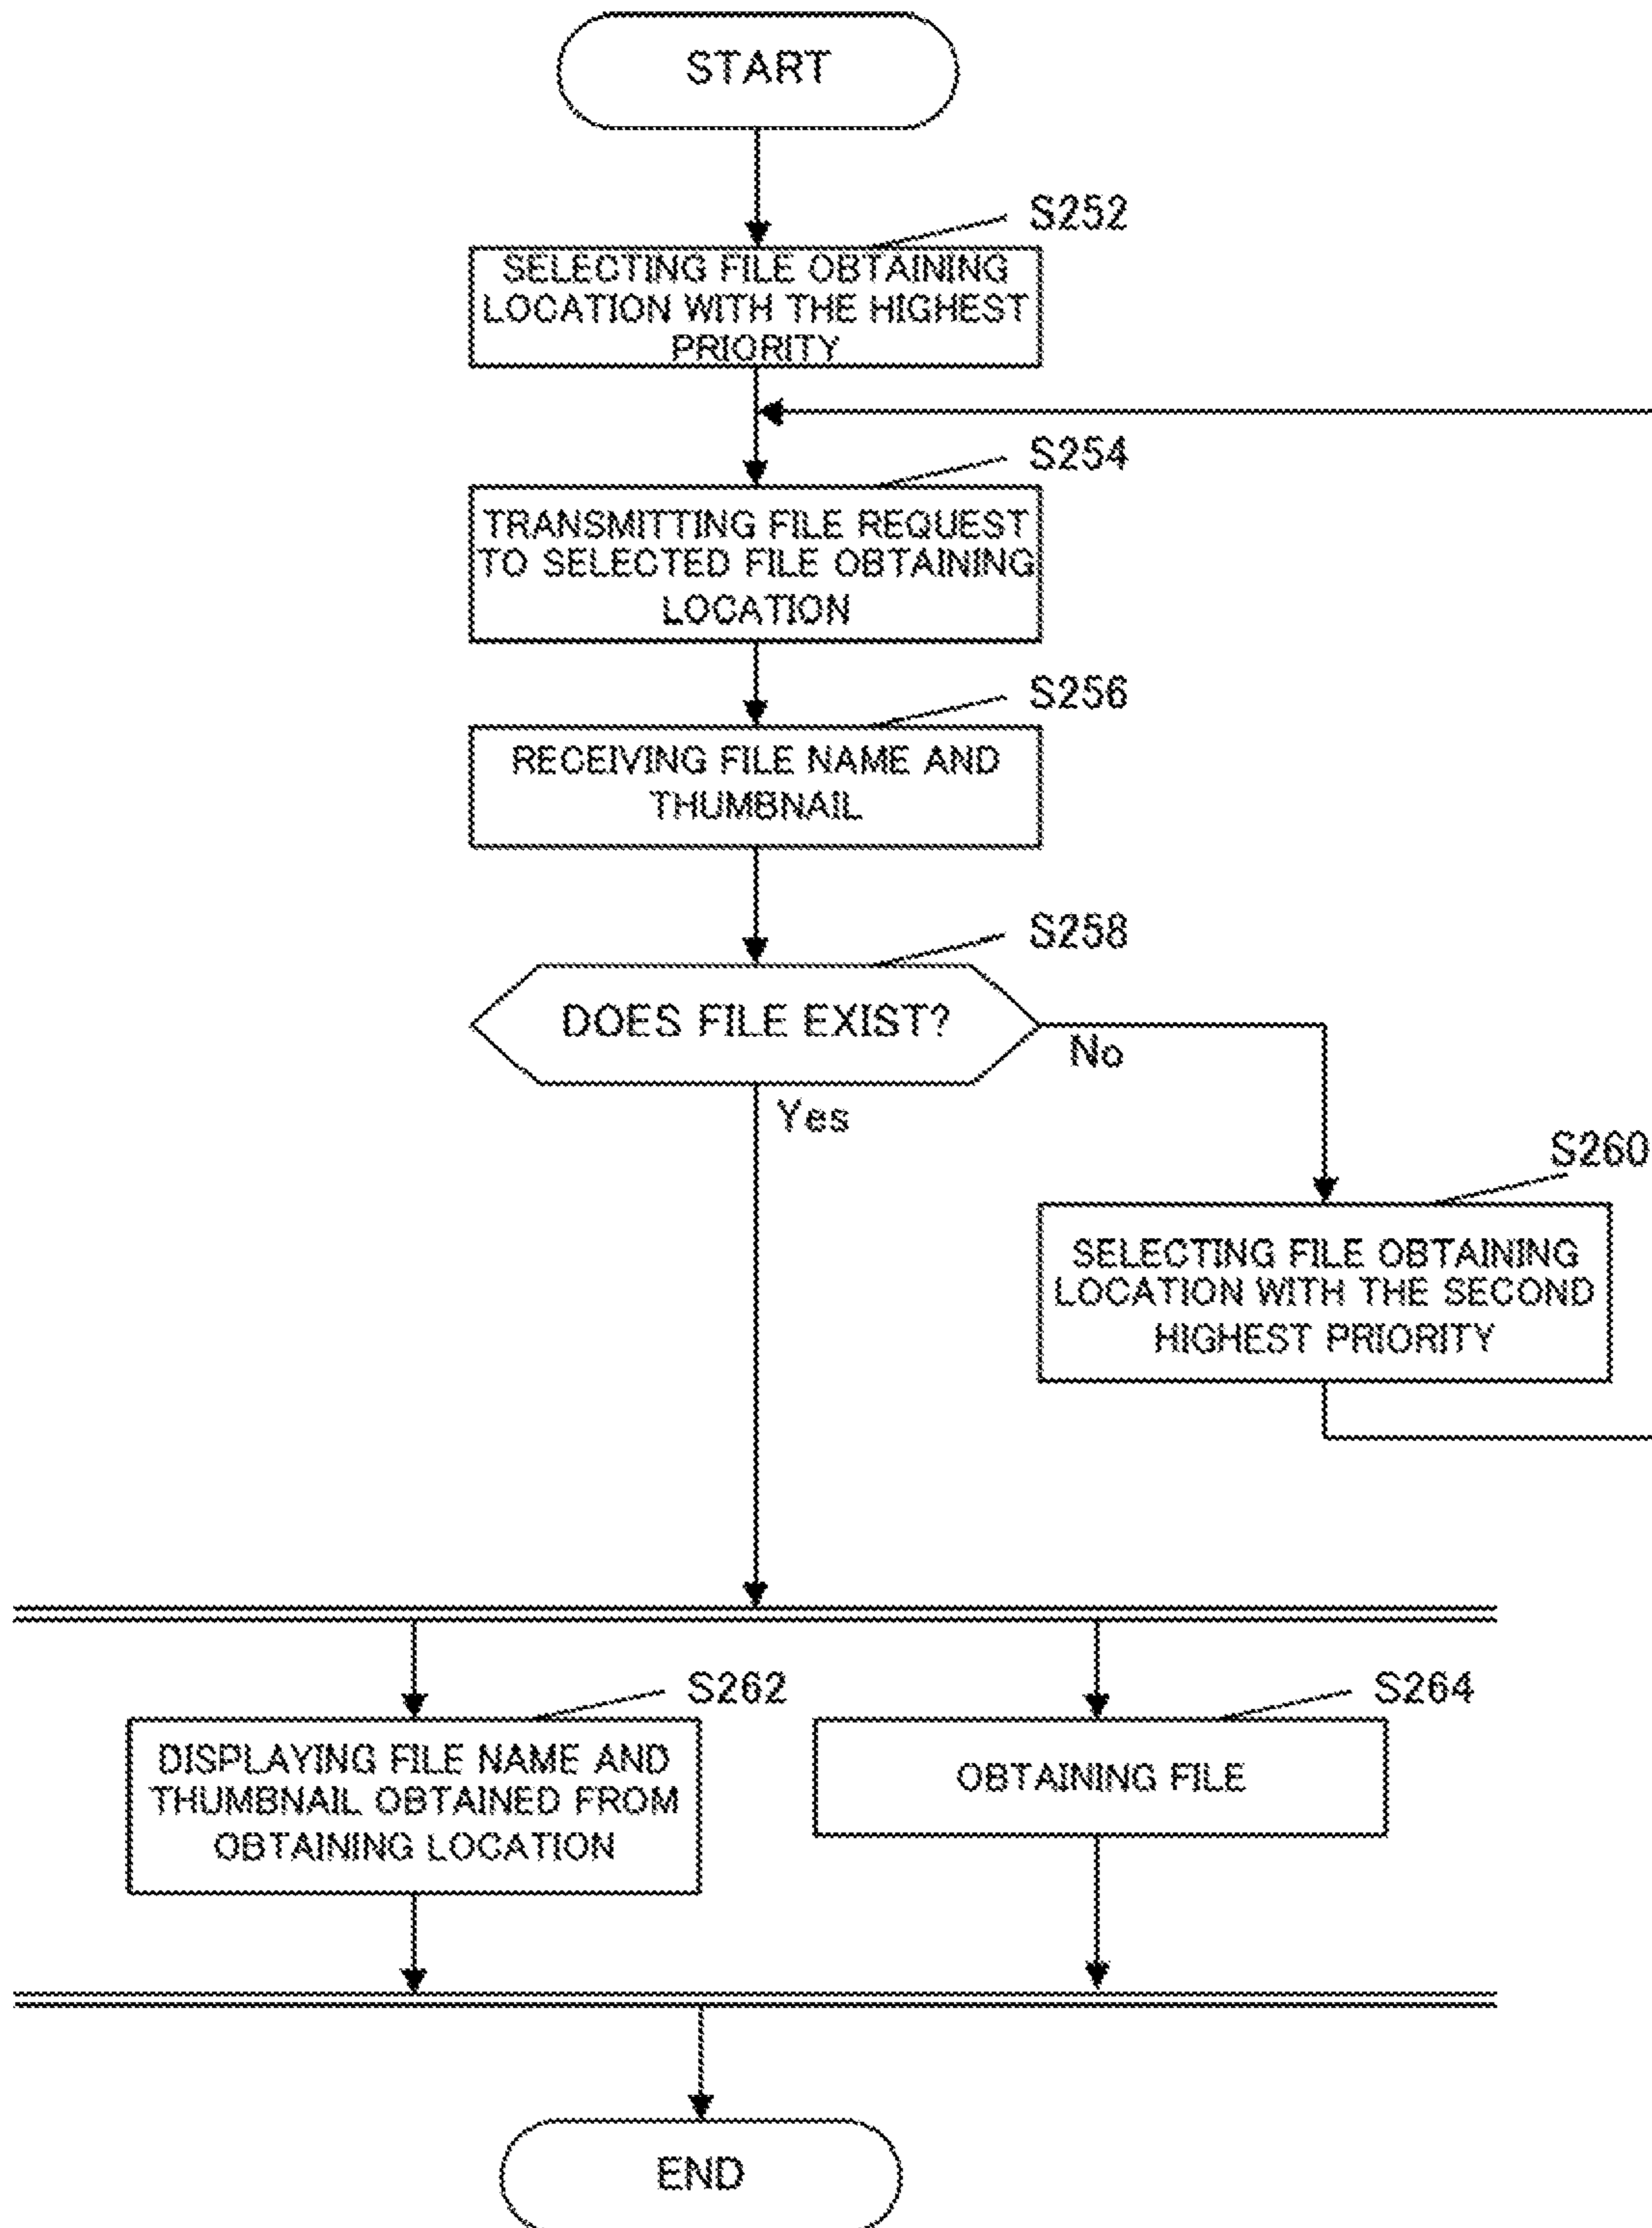 START
S252
SELECTING FILE OBTAINING
LOCATION WITH THE HIGHEST
PRIORITY
S254
TRANSMITTING FILE REQUEST
TO SELECTED FILE OBTAINING
LOCATION
S256
RECEIVING FILE NAME AND
THUMBNAIL
S258
DOES FILE EXIST?
No
Yes
S260
SELECTING FILE OBTAINING
LOCATION WITH THE SECOND
HIGHEST PRIORITY
S262
DISPLAYING FILE NAME AND
THUMBNAIL OBTAINED FROM
OBTAINING LOCATION
S264
OBTAINING FILE
END